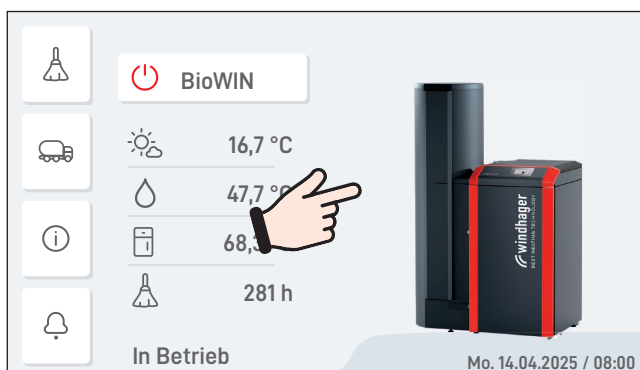 BioWIN
16,7 °C
47,7 °C
68,3
281 h
In Betrieb
windhager
BEST HEATING TECHNOLOGY
Mo. 14.04.2025 / 08:00